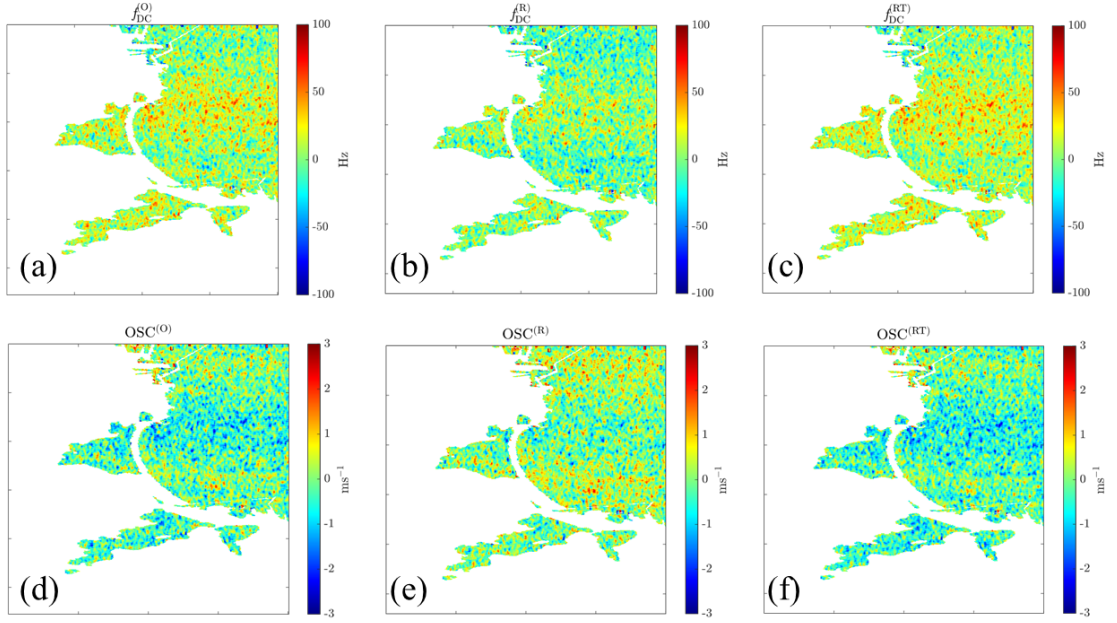 f_DC^(O)
f_DC^(R)
f_DC^(RT)
100
50
0
-50
-100
Hz
(a)
100
50
0
-50
-100
Hz
(b)
100
50
0
-50
-100
Hz
(c)
OSC^(O)
OSC^(R)
OSC^(RT)
3
2
1
0
-1
-2
-3
ms⁻¹
(d)
3
2
1
0
-1
-2
-3
ms⁻¹
(e)
3
2
1
0
-1
-2
-3
ms⁻¹
(f)